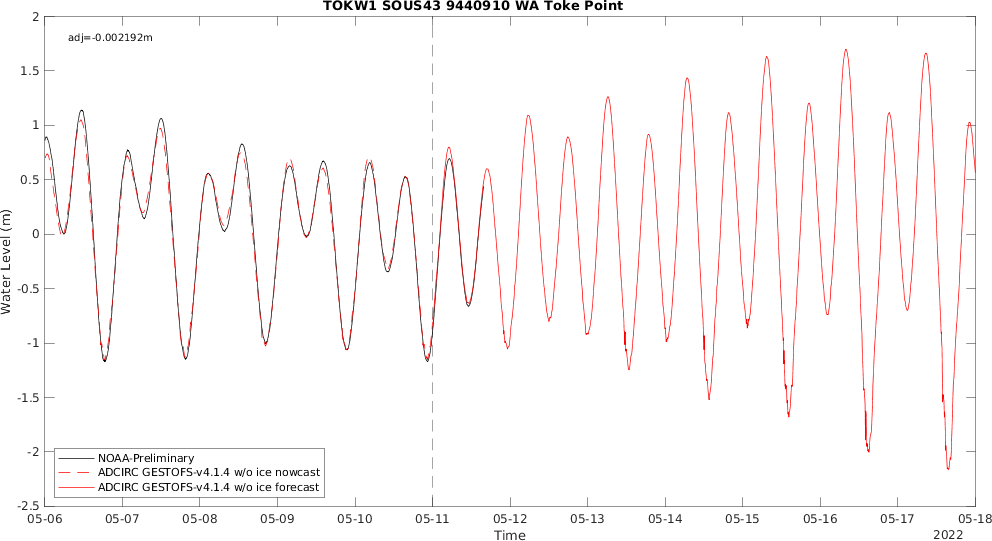 TOKW1 SOUS43 9440910 WA Toke Point
adj=-0.002192m
2
1.5
1
0.5
0
-0.5
-1
-1.5
-2
-2.5
Water Level (m)
NOAA-Preliminary
ADCIRC GESTOFS-v4.1.4 w/o ice nowcast
ADCIRC GESTOFS-v4.1.4 w/o ice forecast
05-06 05-07 05-08 05-09 05-10 05-11 05-12 05-13 05-14 05-15 05-16 05-17 05-18
Time
2022